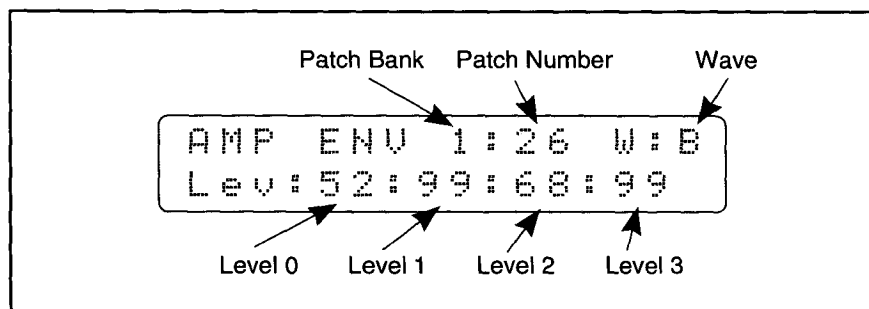 Patch Bank Patch Number Wave
AMP ENV 1:26 W:B
Lev:52:99:68:99
Level 0 Level 1 Level 2 Level 3